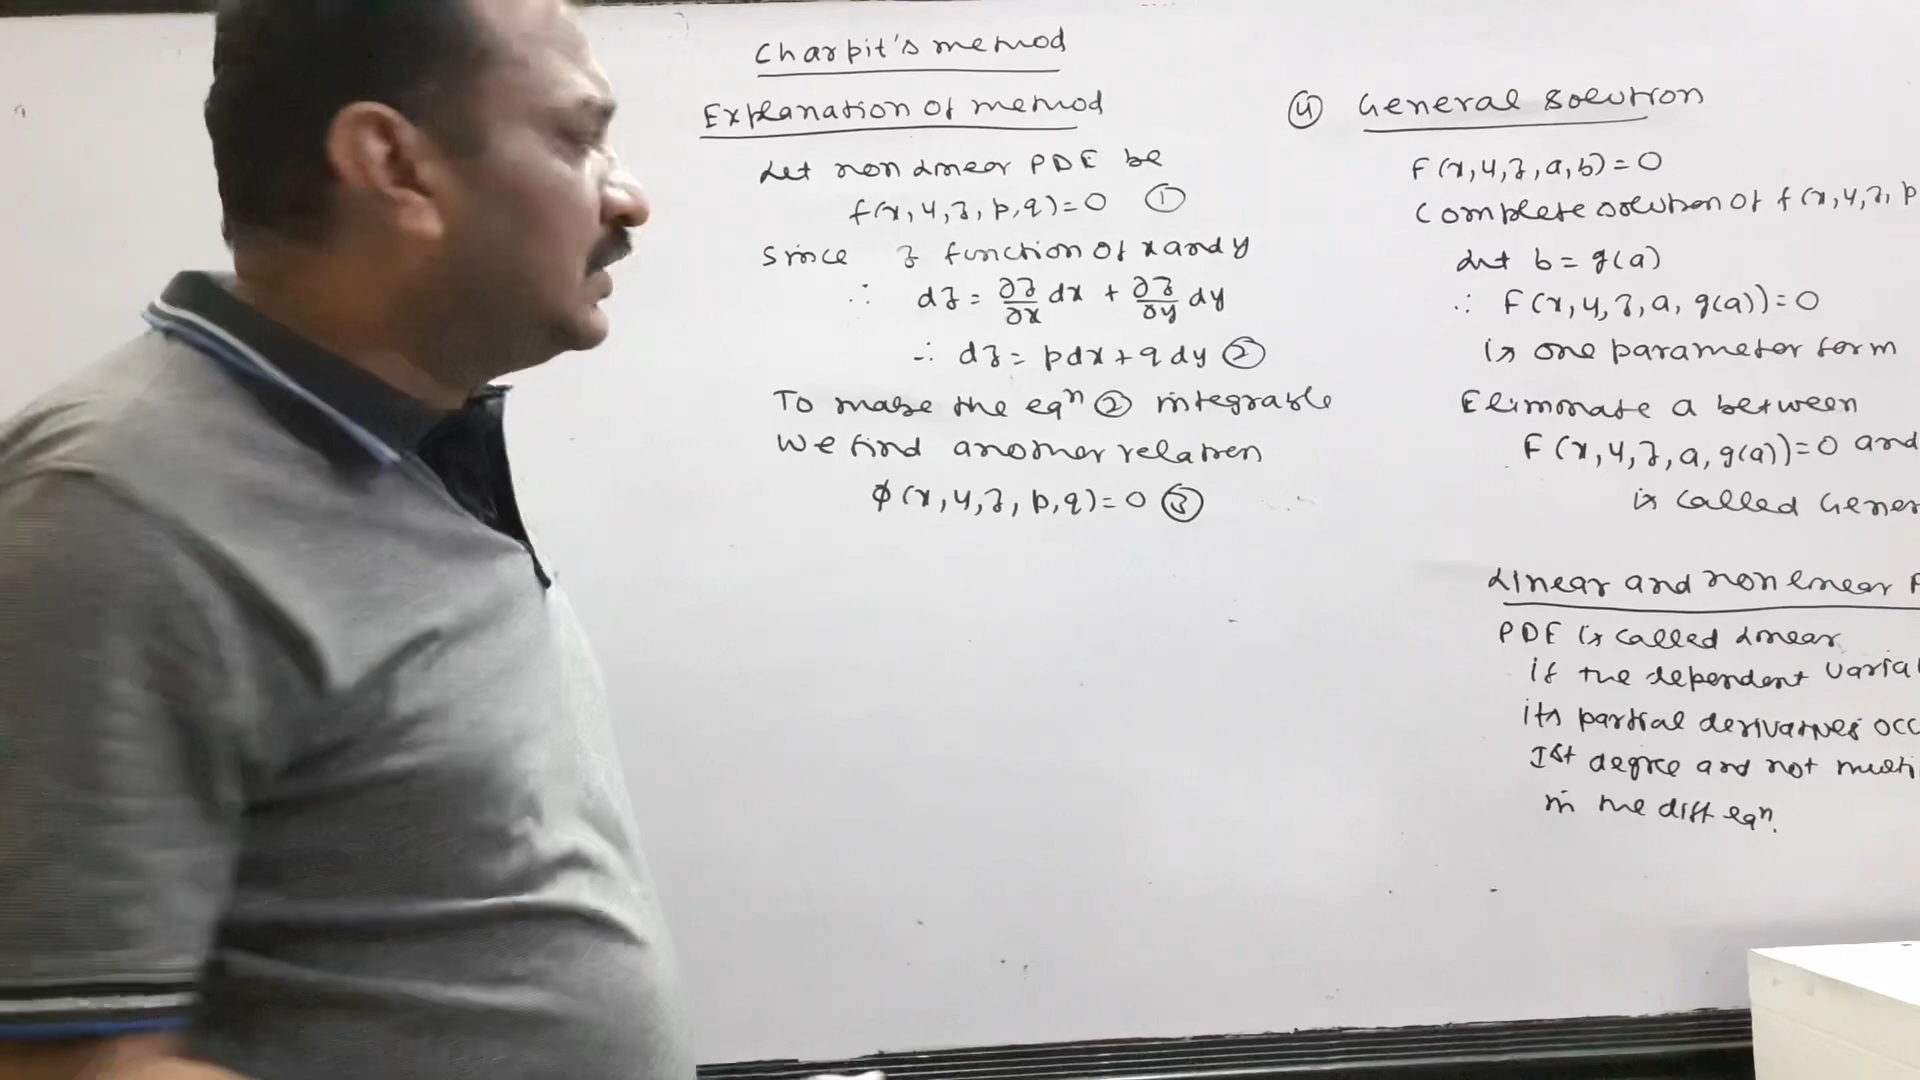 Charpit's method
Explanation of method
Let non linear PDE be
f(x,y,z,p,q)=0 ①
Since z function of x and y
∴ dz = ∂z/∂x dx + ∂z/∂y dy
∴ dz = pdx + q dy ②
To make the eqⁿ ② integrable
We find another relation
ϕ(x,y,z,p,q)=0 ③
④ General solution
F(x,y,z,a,b)=0
Complete solution of f(x,y,z,p
Let b = g(a)
∴ F(x,y,z,a,g(a))=0
is one parameter form
Eliminate a between
F(x,y,z,a,g(a))=0 and
is called Gener
Linear and non linear P
PDE is called linear
if the dependent varia
its partial derivatives occ
Ist degree and not multi
in the diff eqⁿ.